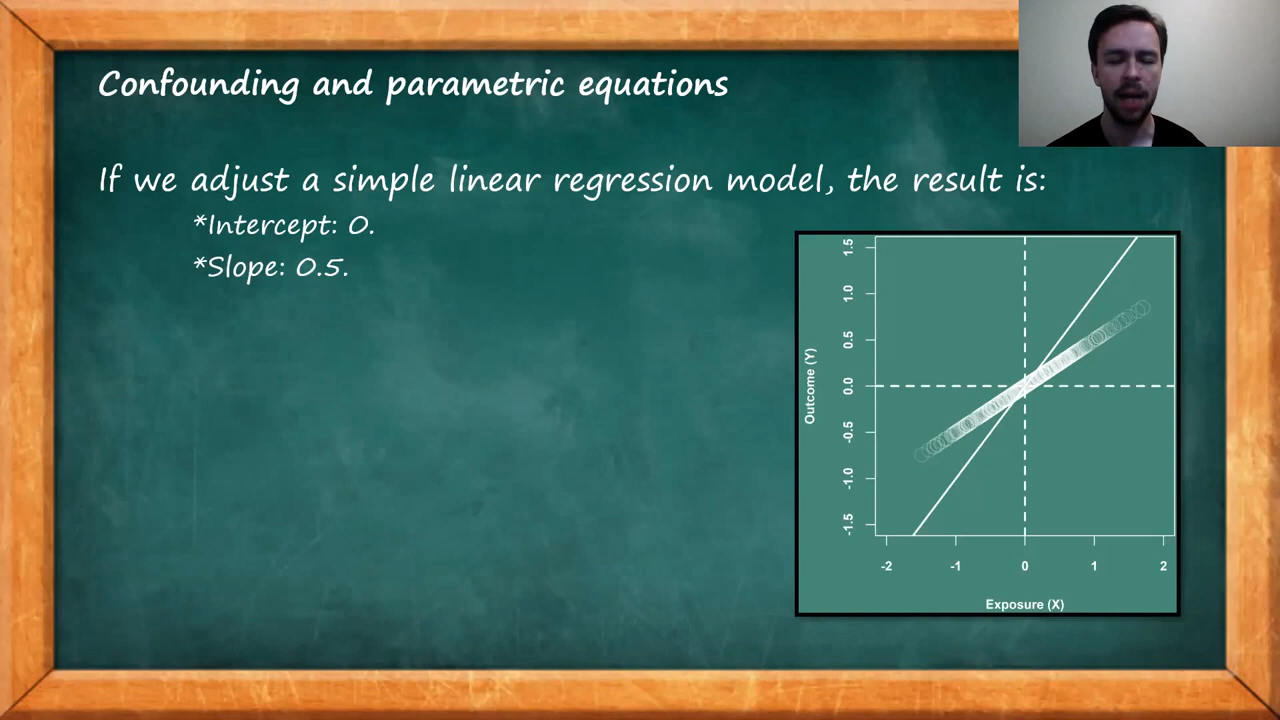 Confounding and parametric equations
If we adjust a simple linear regression model, the result is:
*Intercept: 0.
*Slope: 0.5.
Outcome (Y)
1.5
1.0
0.5
0.0
-0.5
-1.0
-1.5
-2 -1 0 1 2
Exposure (X)